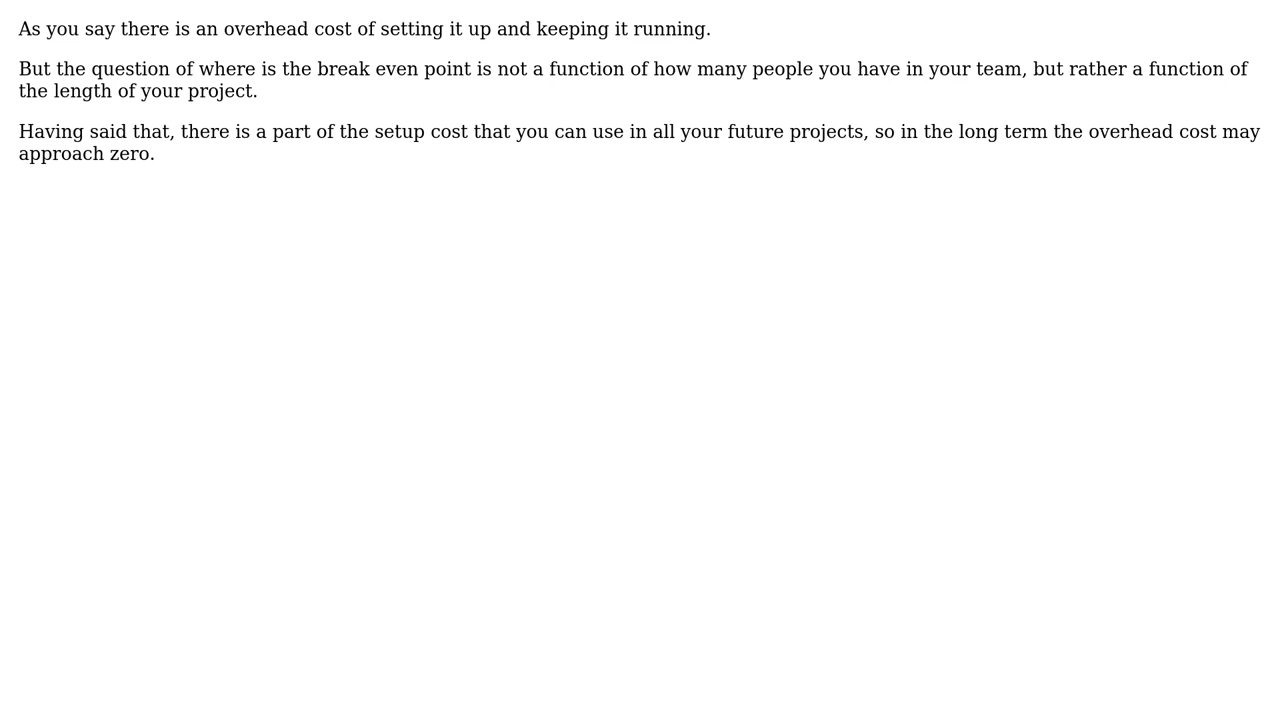 As you say there is an overhead cost of setting it up and keeping it running.
But the question of where is the break even point is not a function of how many people you have in your team, but rather a function of
the length of your project.
Having said that, there is a part of the setup cost that you can use in all your future projects, so in the long term the overhead cost may
approach zero.